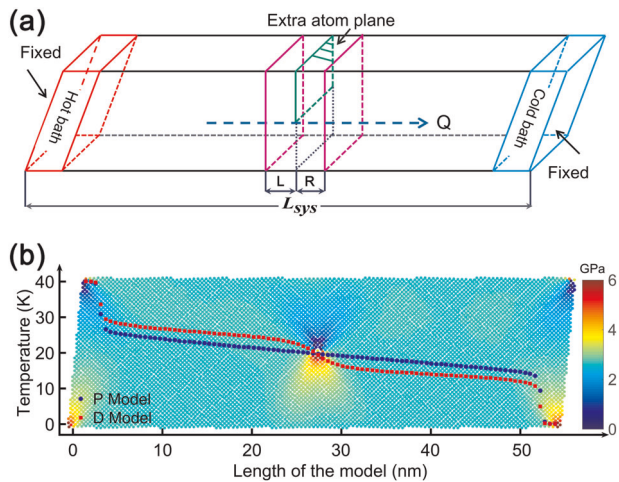 (a)
Extra atom plane
Fixed
Hot bath
Q
Cold bath
Fixed
L R
Lsys
(b)
GPa
Temperature (K)
40
30
20
10
0
6
4
2
0
P Model
D Model
0 10 20 30 40 50
Length of the model (nm)